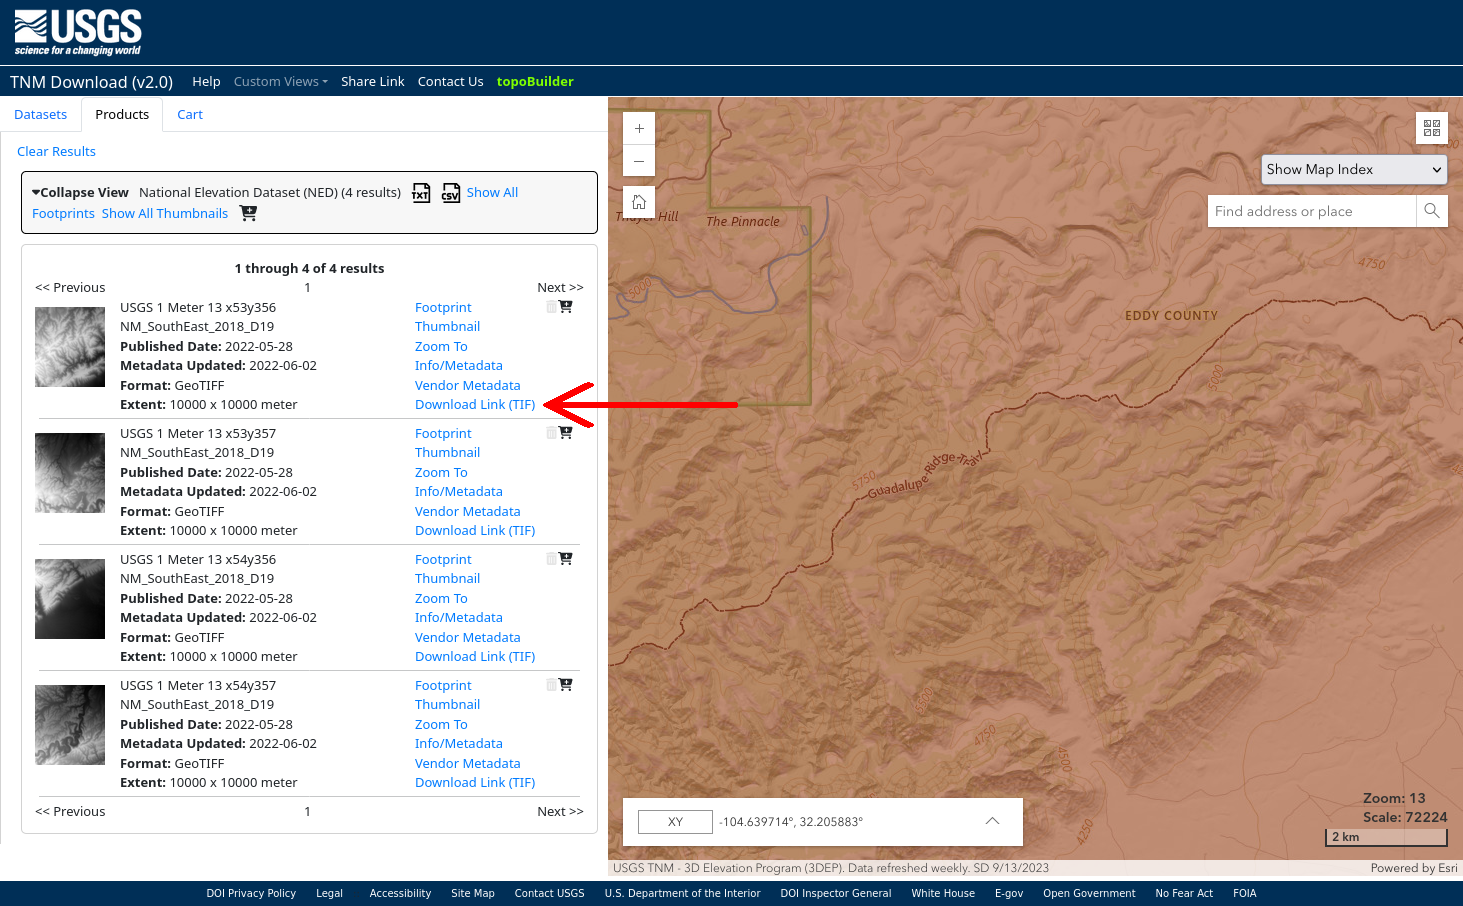 USGS
science for a changing world
TNM Download (v2.0) Help Custom Views Share Link Contact Us topoBuilder
Datasets Products Cart
Clear Results
Collapse View National Elevation Dataset (NED) (4 results) TXT CSV Show All
Footprints Show All Thumbnails
1 through 4 of 4 results
<< Previous 1 Next >>
USGS 1 Meter 13 x53y356 Footprint
NM_SouthEast_2018_D19 Thumbnail
Published Date: 2022-05-28 Zoom To
Metadata Updated: 2022-06-02 Info/Metadata
Format: GeoTIFF Vendor Metadata
Extent: 10000 x 10000 meter Download Link (TIF)
USGS 1 Meter 13 x53y357 Footprint
NM_SouthEast_2018_D19 Thumbnail
Published Date: 2022-05-28 Zoom To
Metadata Updated: 2022-06-02 Info/Metadata
Format: GeoTIFF Vendor Metadata
Extent: 10000 x 10000 meter Download Link (TIF)
USGS 1 Meter 13 x54y356 Footprint
NM_SouthEast_2018_D19 Thumbnail
Published Date: 2022-05-28 Zoom To
Metadata Updated: 2022-06-02 Info/Metadata
Format: GeoTIFF Vendor Metadata
Extent: 10000 x 10000 meter Download Link (TIF)
USGS 1 Meter 13 x54y357 Footprint
NM_SouthEast_2018_D19 Thumbnail
Published Date: 2022-05-28 Zoom To
Metadata Updated: 2022-06-02 Info/Metadata
Format: GeoTIFF Vendor Metadata
Extent: 10000 x 10000 meter Download Link (TIF)
<< Previous 1 Next >>
+
−
Show Map Index
Find address or place
Hill The Pinnacle
4750
5000
EDDY COUNTY
5000
5750
Guadalupe Ridge Trail
5500
4750
4500
4250
Zoom: 13
Scale: 72224
2 km
XY -104.639714°, 32.205883°
USGS TNM - 3D Elevation Program (3DEP). Data refreshed weekly. SD 9/13/2023 Powered by Esri
DOI Privacy Policy Legal Accessibility Site Map Contact USGS U.S. Department of the Interior DOI Inspector General White House E-gov Open Government No Fear Act FOIA